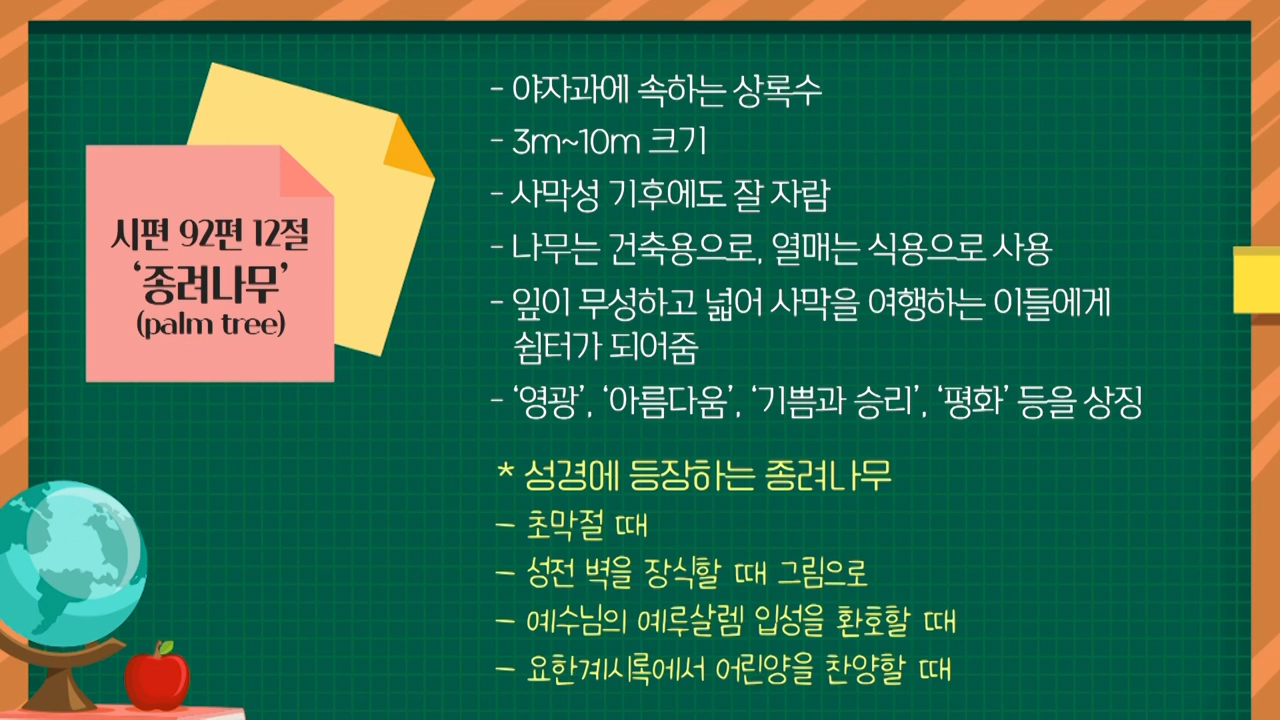 시편 92편 12절
‘종려나무’
(palm tree)
- 야자과에 속하는 상록수
- 3m~10m 크기
- 사막성 기후에도 잘 자람
- 나무는 건축용으로, 열매는 식용으로 사용
- 잎이 무성하고 넓어 사막을 여행하는 이들에게
쉼터가 되어줌
- ‘영광’, ‘아름다움’, ‘기쁨과 승리’, ‘평화’ 등을 상징
* 성경에 등장하는 종려나무
– 초막절 때
– 성전 벽을 장식할 때 그림으로
– 예수님의 예루살렘 입성을 환호할 때
– 요한계시록에서 어린양을 찬양할 때